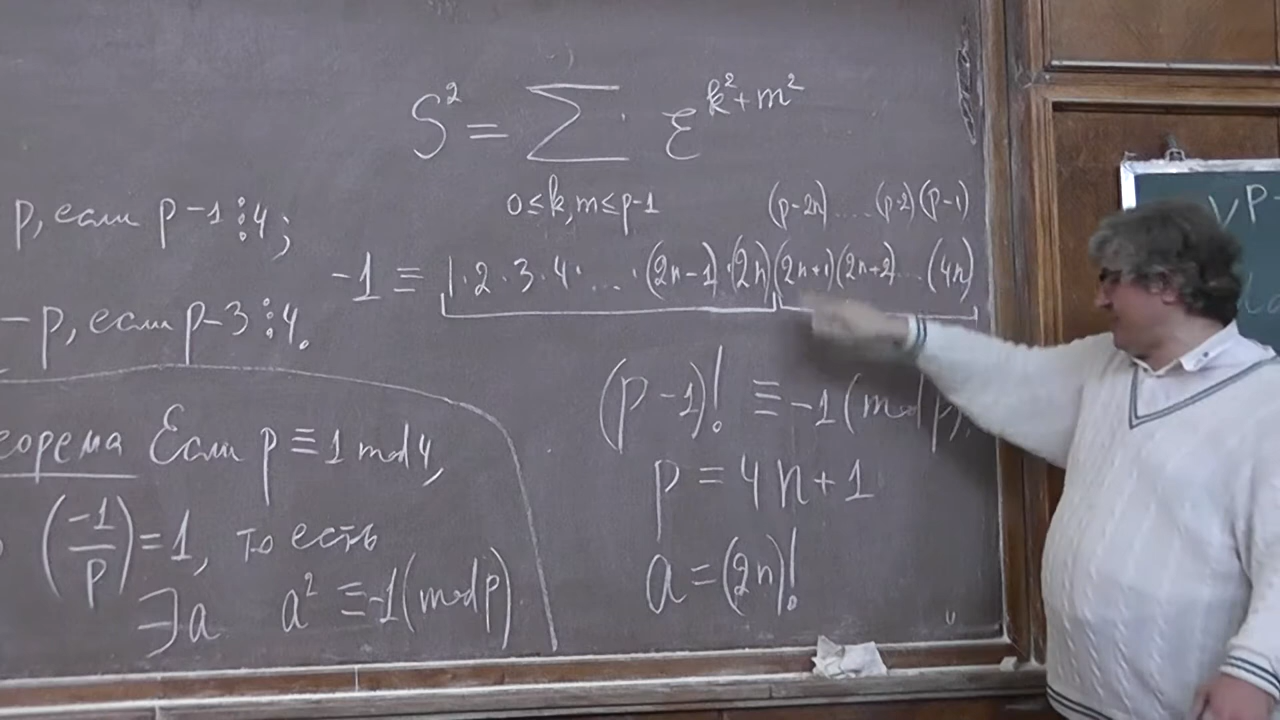 S² = ∑ ε^{k²+m²}
0≤k,m≤p-1
p, если p-1⋮4;
-p, если p-3⋮4.
(p-2n) .... (p-2)(p-1)
-1 ≡ 1·2·3·4· ... ·(2n-1)·(2n)(2n+1)(2n+2)...(4n)
(p-1)! ≡ -1 (mod p).
p = 4n+1
a = (2n)!
еорема Если p ≡ 1 mod 4,
(-1/p) = 1, то есть
∃a a² ≡ -1 (mod p)